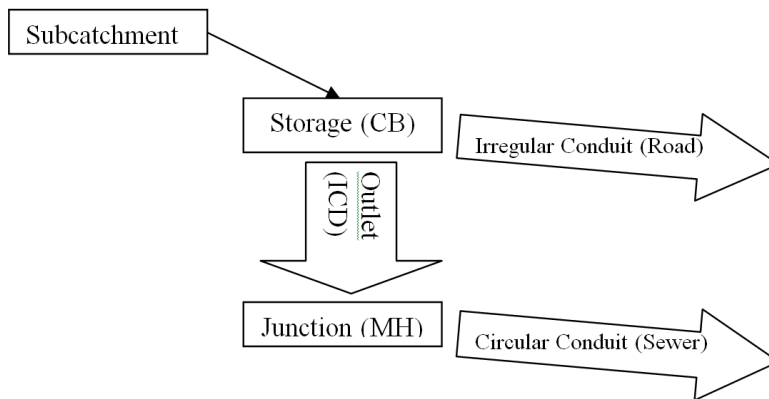 Subcatchment
Storage (CB)
Irregular Conduit (Road)
Outlet
(ICD)
Junction (MH)
Circular Conduit (Sewer)